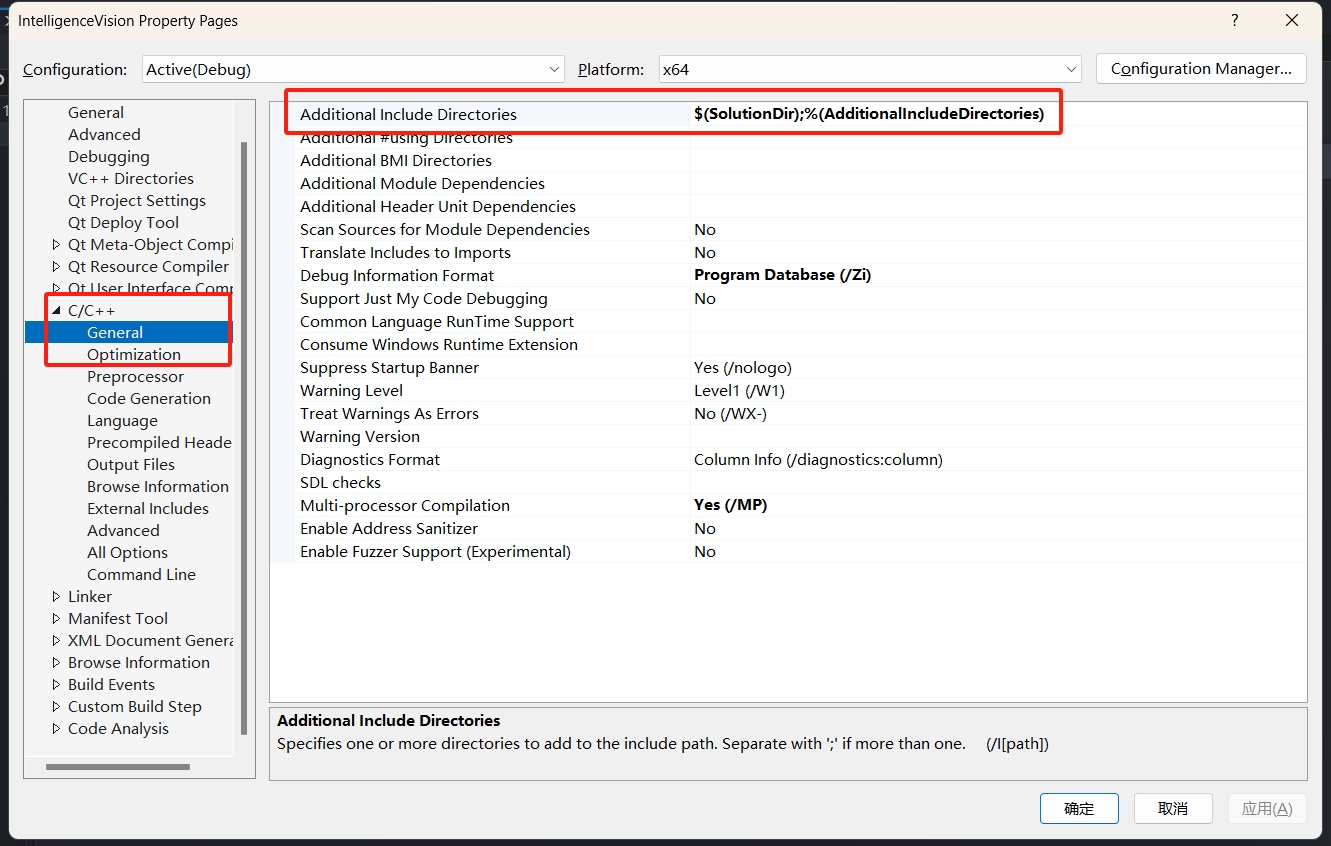 IntelligenceVision Property Pages
?
Configuration: Active(Debug) Platform: x64 Configuration Manager...
General
Advanced
Debugging
VC++ Directories
Qt Project Settings
Qt Deploy Tool
Qt Meta-Object Compi
Qt Resource Compiler
Qt User Interface Comp
C/C++
General
Optimization
Preprocessor
Code Generation
Language
Precompiled Heade
Output Files
Browse Information
External Includes
Advanced
All Options
Command Line
Linker
Manifest Tool
XML Document Genera
Browse Information
Build Events
Custom Build Step
Code Analysis
Additional Include Directories $(SolutionDir);%(AdditionalIncludeDirectories)
Additional #using Directories
Additional BMI Directories
Additional Module Dependencies
Additional Header Unit Dependencies
Scan Sources for Module Dependencies No
Translate Includes to Imports No
Debug Information Format Program Database (/Zi)
Support Just My Code Debugging No
Common Language RunTime Support
Consume Windows Runtime Extension
Suppress Startup Banner Yes (/nologo)
Warning Level Level1 (/W1)
Treat Warnings As Errors No (/WX-)
Warning Version
Diagnostics Format Column Info (/diagnostics:column)
SDL checks
Multi-processor Compilation Yes (/MP)
Enable Address Sanitizer No
Enable Fuzzer Support (Experimental) No
Additional Include Directories
Specifies one or more directories to add to the include path. Separate with ';' if more than one. (/I[path])
确定 取消 应用(A)